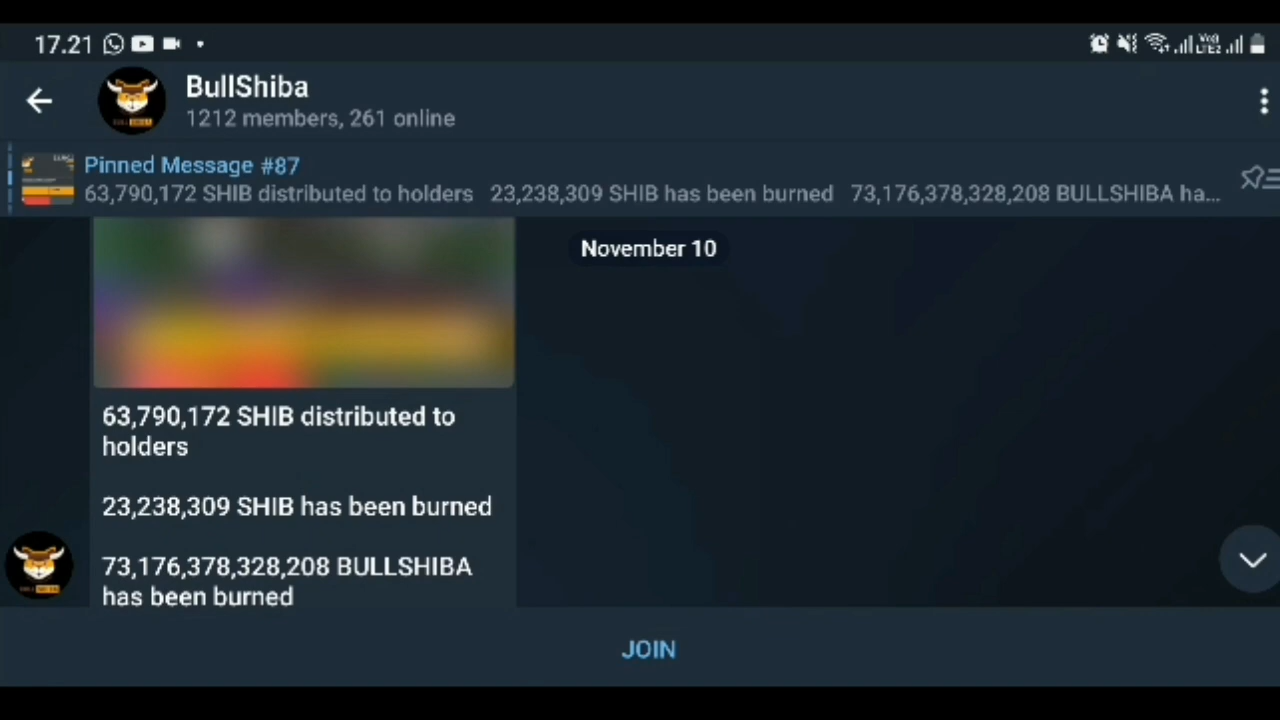 17.21
BullShiba
1212 members, 261 online
Pinned Message #87
63,790,172 SHIB distributed to holders 23,238,309 SHIB has been burned 73,176,378,328,208 BULLSHIBA ha...
November 10
63,790,172 SHIB distributed to
holders
23,238,309 SHIB has been burned
73,176,378,328,208 BULLSHIBA
has been burned
JOIN